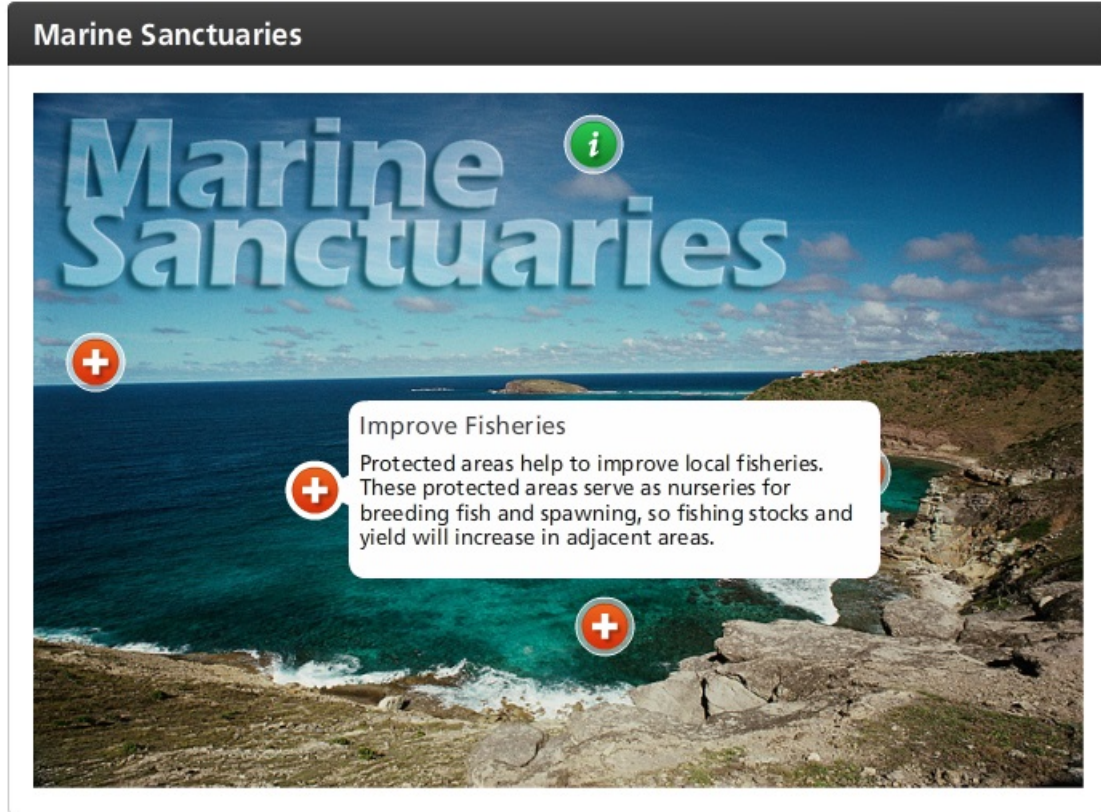 Marine Sanctuaries
Marine
Sanctuaries
i
Improve Fisheries
Protected areas help to improve local fisheries.
These protected areas serve as nurseries for
breeding fish and spawning, so fishing stocks and
yield will increase in adjacent areas.